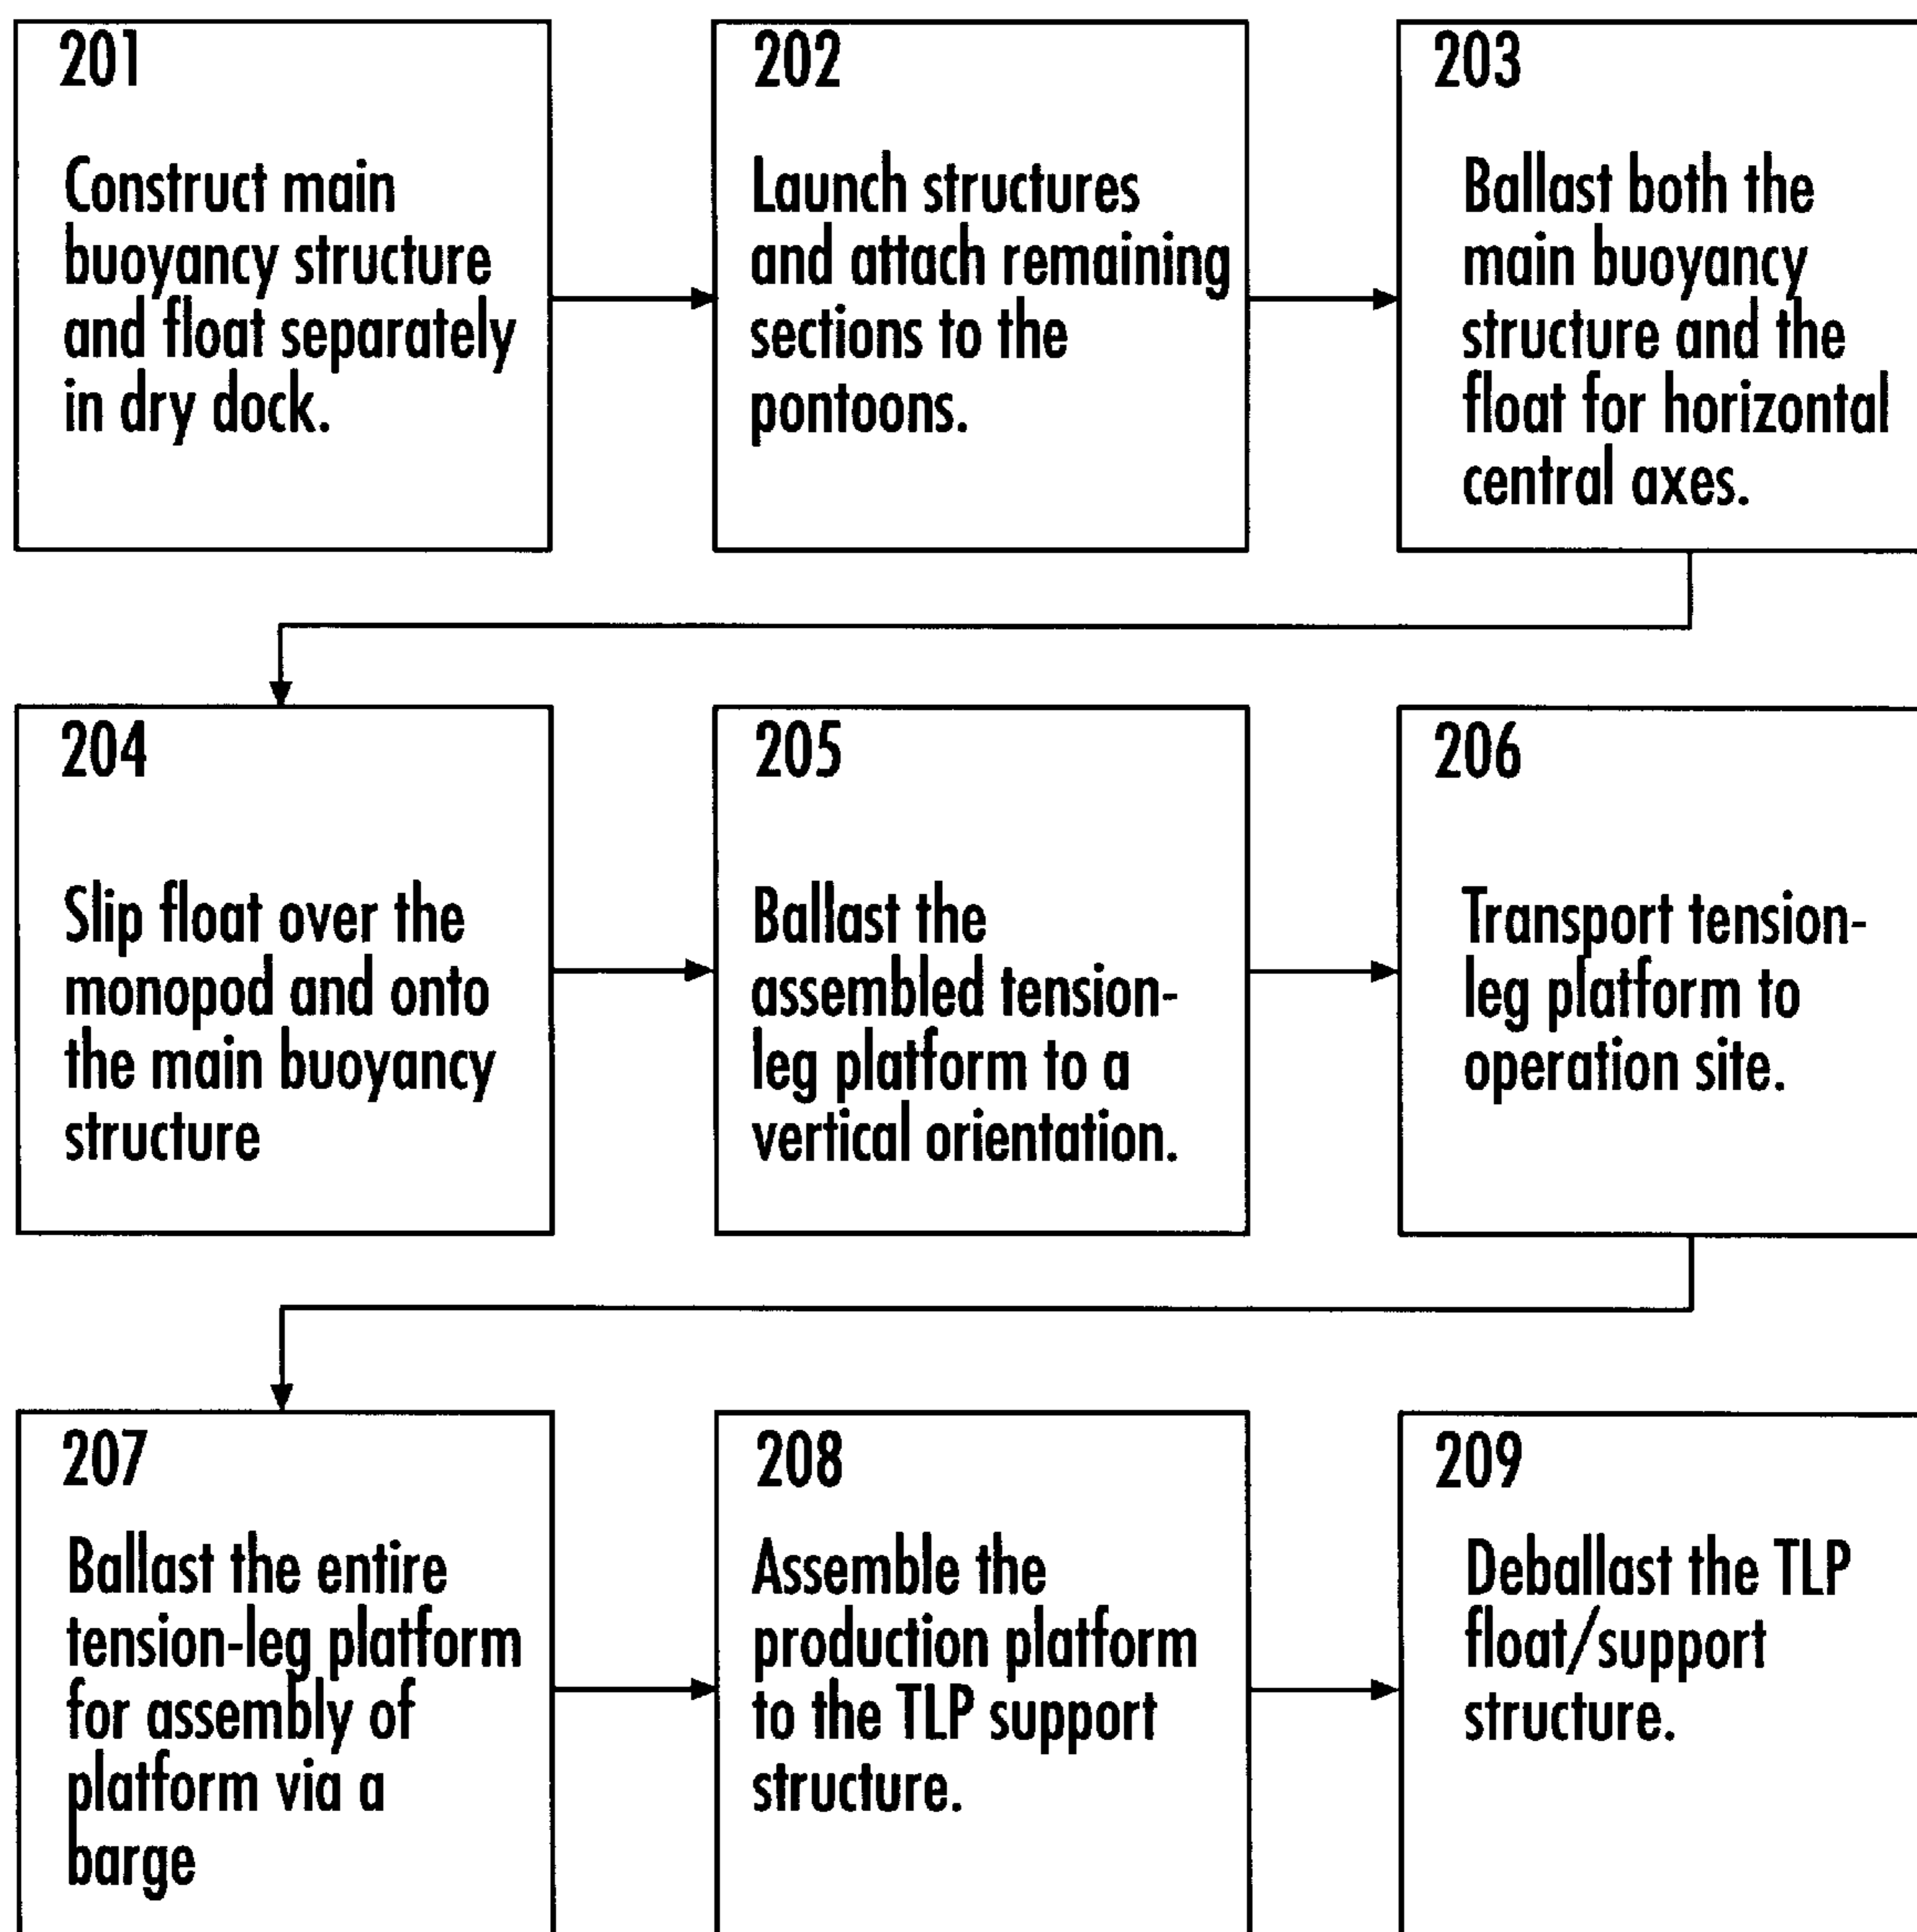 201
Construct main
buoyancy structure
and float separately
in dry dock.
202
Launch structures
and attach remaining
sections to the
pontoons.
203
Ballast both the
main buoyancy
structure and the
float for horizontal
central axes.
204
Slip float over the
monopod and onto
the main buoyancy
structure
205
Ballast the
assembled tension-
leg platform to a
vertical orientation.
206
Transport tension-
leg platform to
operation site.
207
Ballast the entire
tension-leg platform
for assembly of
platform via a
barge
208
Assemble the
production platform
to the TLP support
structure.
209
Deballast the TLP
float/support
structure.